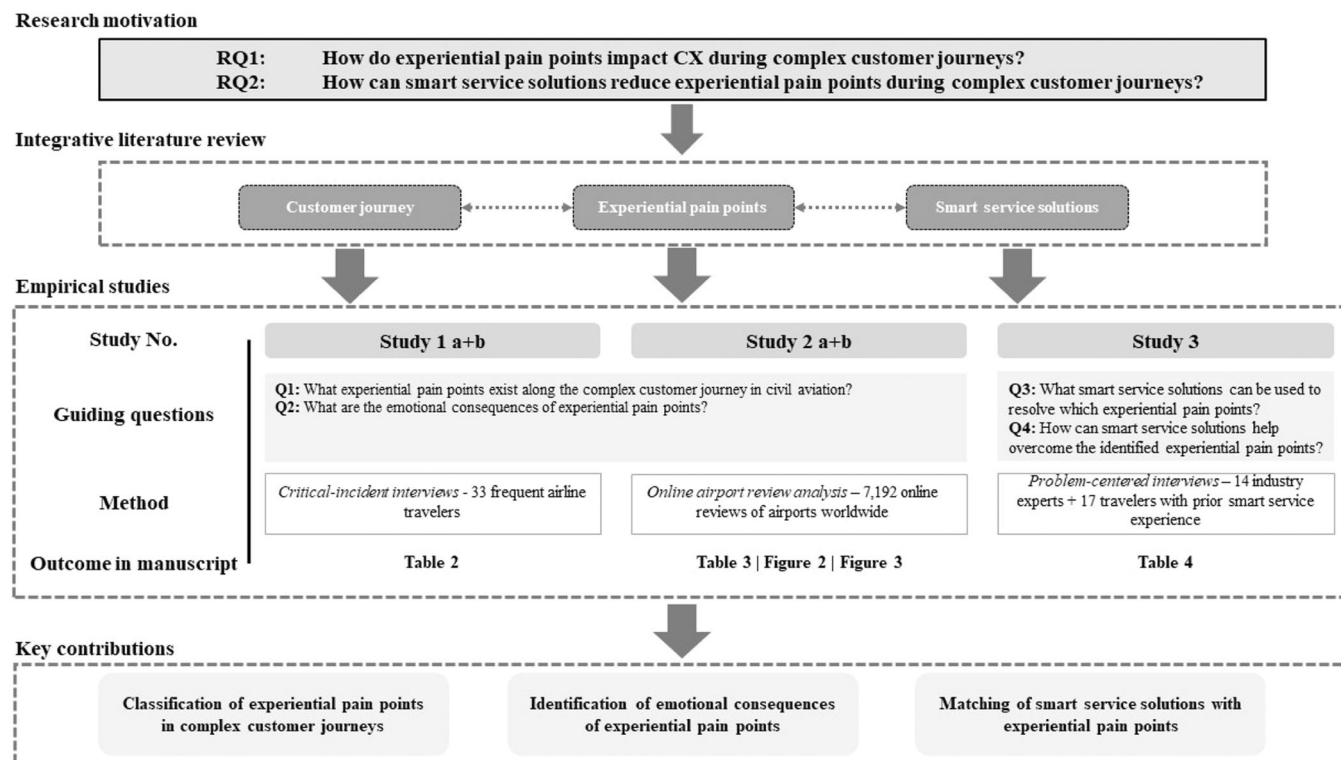 Research motivation
RQ1: How do experiential pain points impact CX during complex customer journeys?
RQ2: How can smart service solutions reduce experiential pain points during complex customer journeys?
Integrative literature review
Customer journey
Experiential pain points
Smart service solutions
Empirical studies
Study No.
Study 1 a+b
Study 2 a+b
Study 3
Guiding questions
Q1: What experiential pain points exist along the complex customer journey in civil aviation?
Q2: What are the emotional consequences of experiential pain points?
Q3: What smart service solutions can be used to
resolve which experiential pain points?
Q4: How can smart service solutions help
overcome the identified experiential pain points?
Method
Critical-incident interviews - 33 frequent airline
travelers
Online airport review analysis – 7,192 online
reviews of airports worldwide
Problem-centered interviews – 14 industry
experts + 17 travelers with prior smart service
experience
Outcome in manuscript
Table 2
Table 3 | Figure 2 | Figure 3
Table 4
Key contributions
Classification of experiential pain points
in complex customer journeys
Identification of emotional consequences
of experiential pain points
Matching of smart service solutions with
experiential pain points